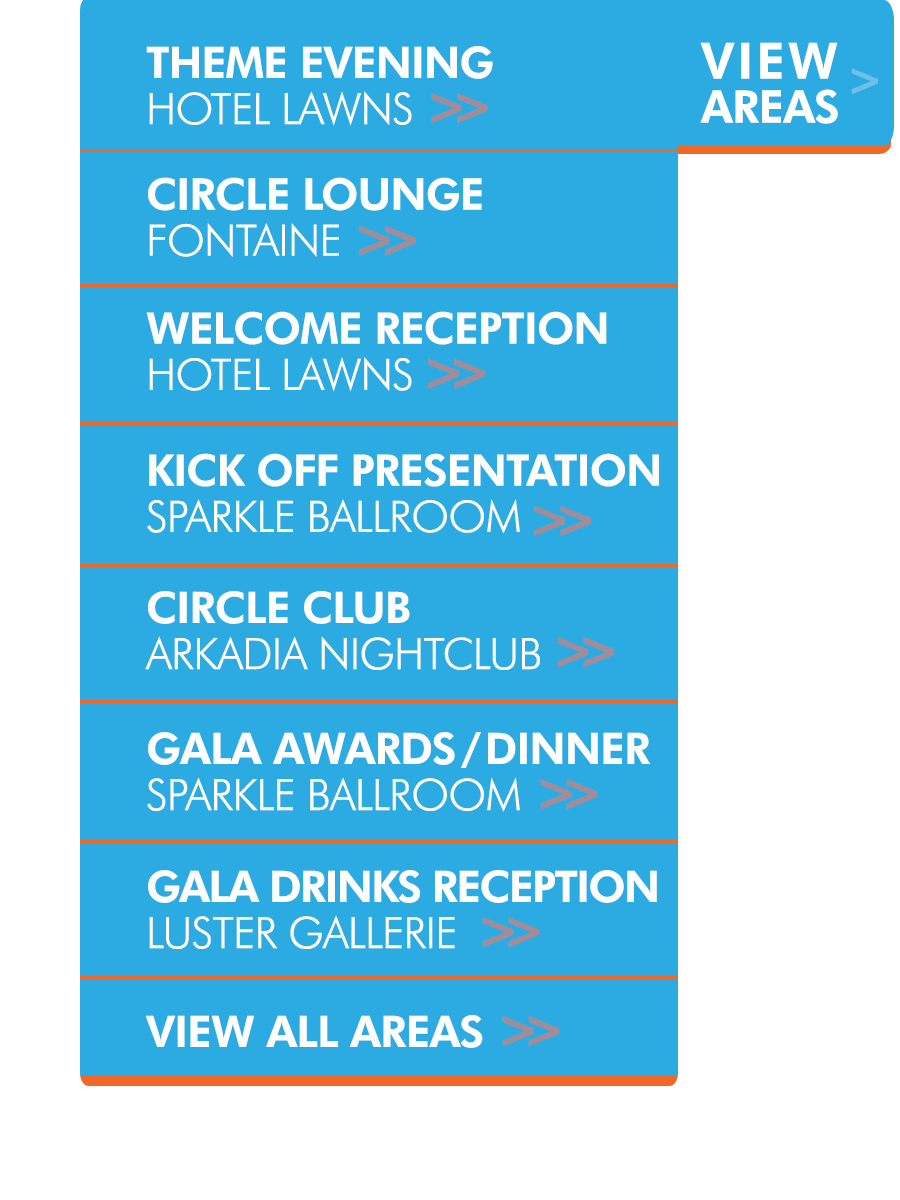 THEME EVENING
HOTEL LAWNS >>
VIEW
AREAS >
CIRCLE LOUNGE
FONTAINE >>
WELCOME RECEPTION
HOTEL LAWNS >>
KICK OFF PRESENTATION
SPARKLE BALLROOM >>
CIRCLE CLUB
ARKADIA NIGHTCLUB >>
GALA AWARDS/DINNER
SPARKLE BALLROOM >>
GALA DRINKS RECEPTION
LUSTER GALLERIE >>
VIEW ALL AREAS >>